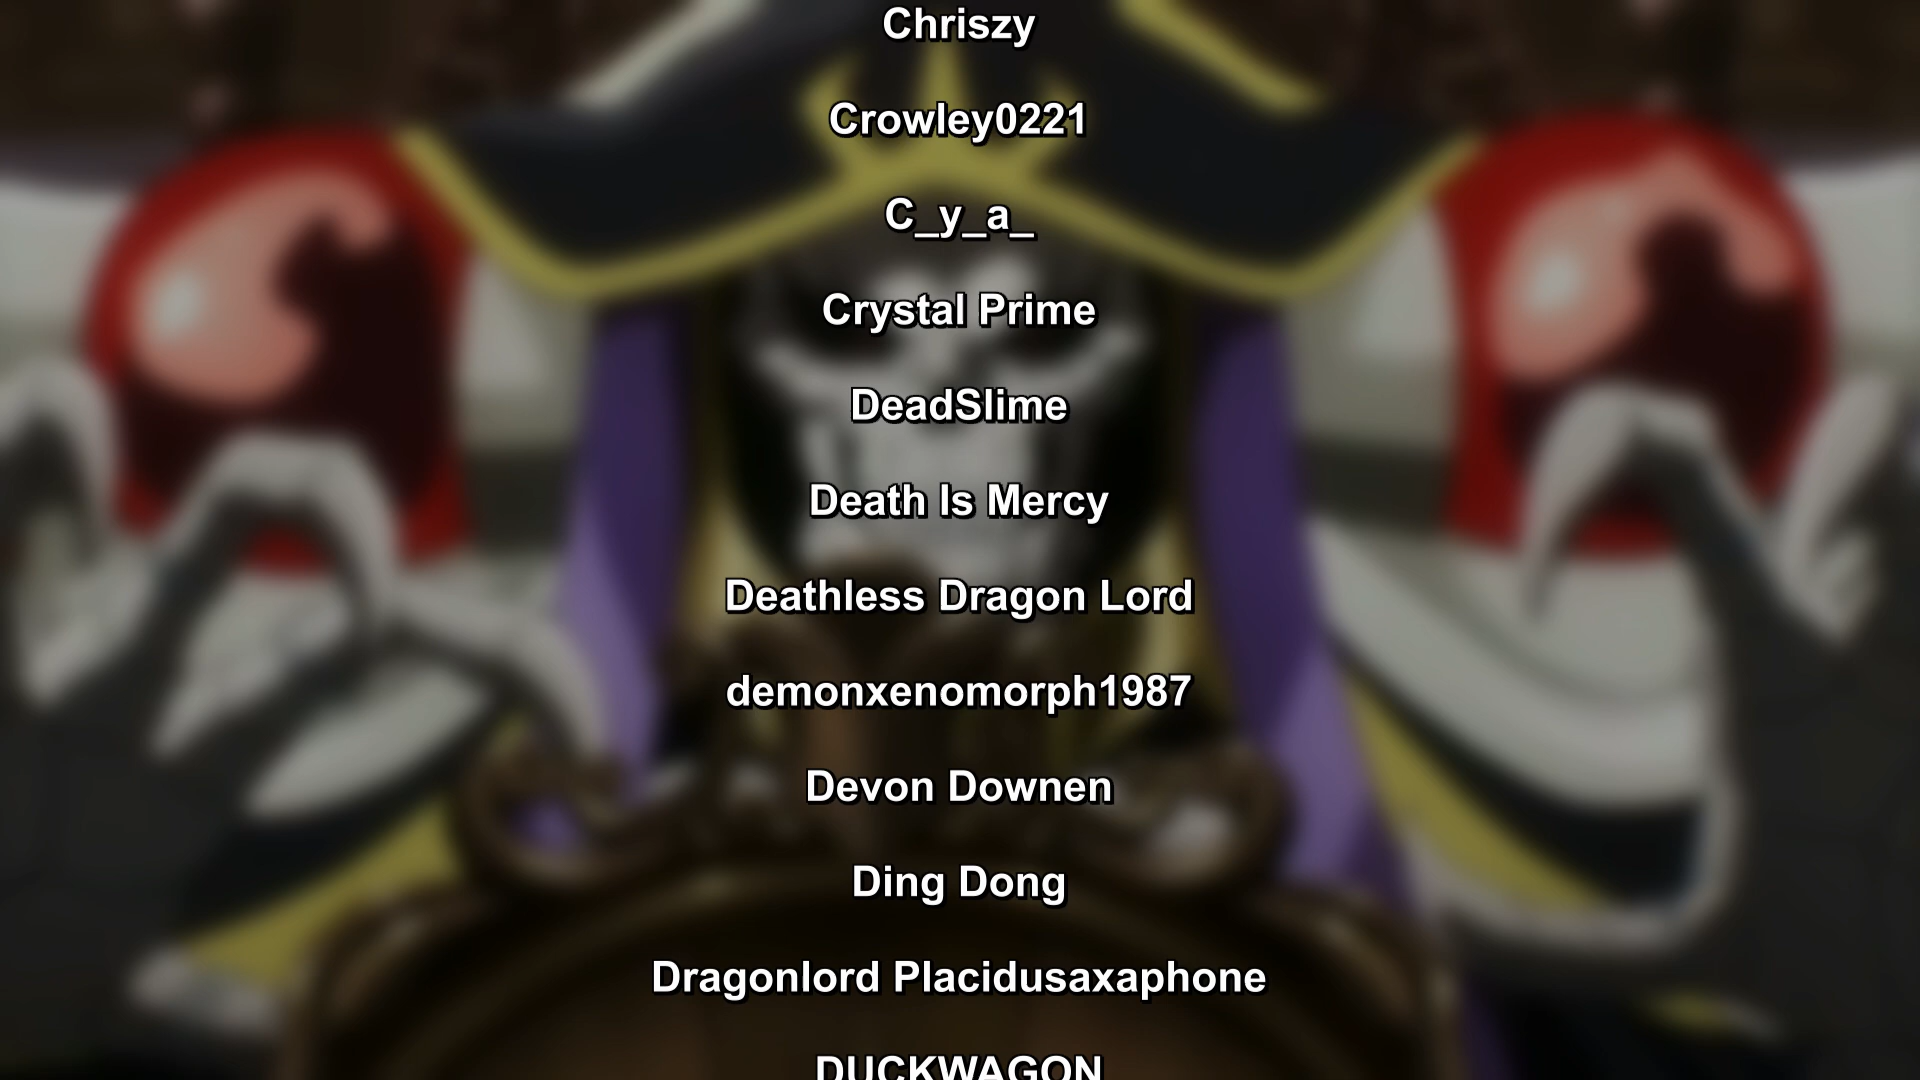 Chriszy
Crowley0221
C_y_a_
Crystal Prime
DeadSlime
Death Is Mercy
Deathless Dragon Lord
demonxenomorph1987
Devon Downen
Ding Dong
Dragonlord Placidusaxaphone
DUCKWAGON